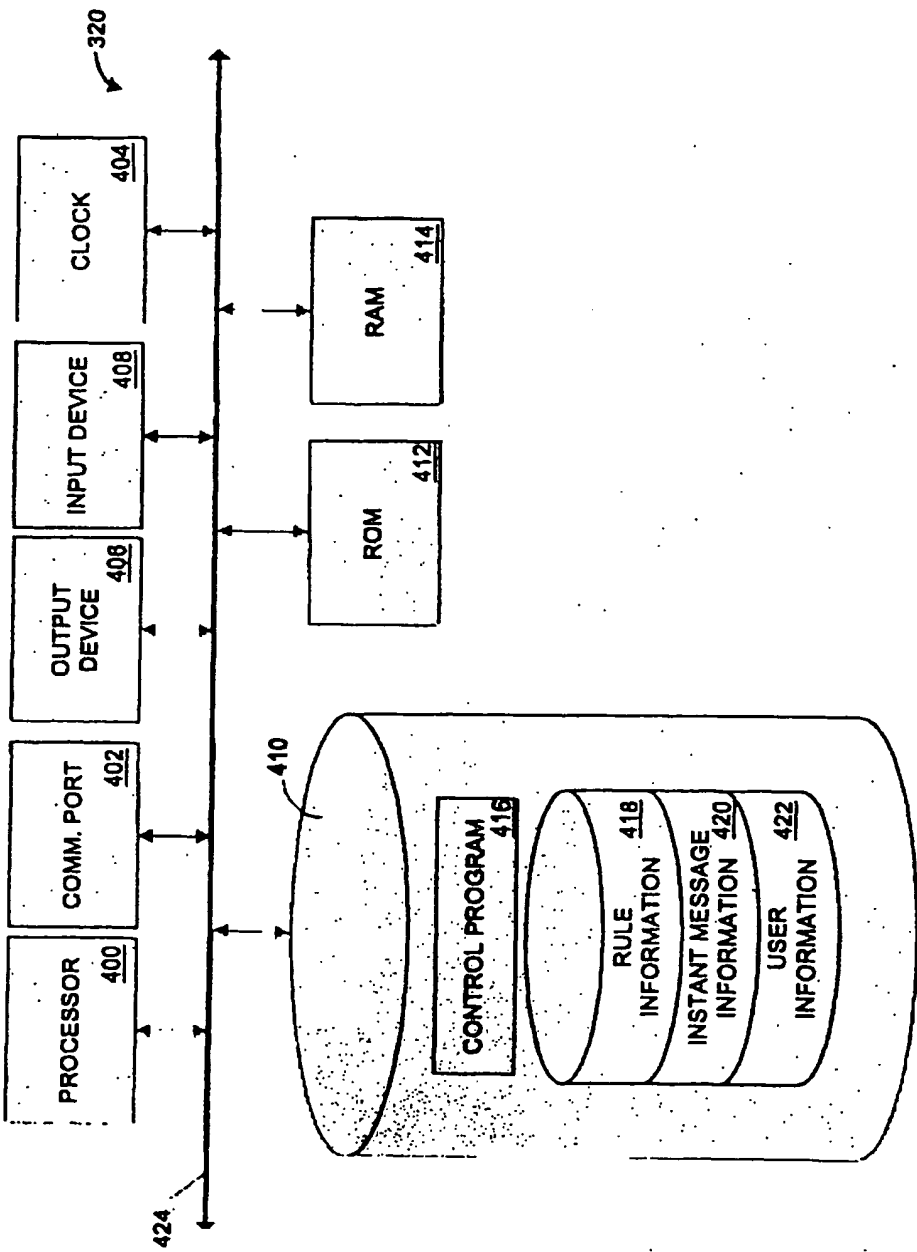 320
PROCESSOR
400
COMM. PORT
402
OUTPUT
DEVICE
406
INPUT DEVICE
408
CLOCK
404
424
410
ROM
412
RAM
414
CONTROL PROGRAM
416
RULE
INFORMATION
418
INSTANT MESSAGE
INFORMATION
420
USER
INFORMATION
422